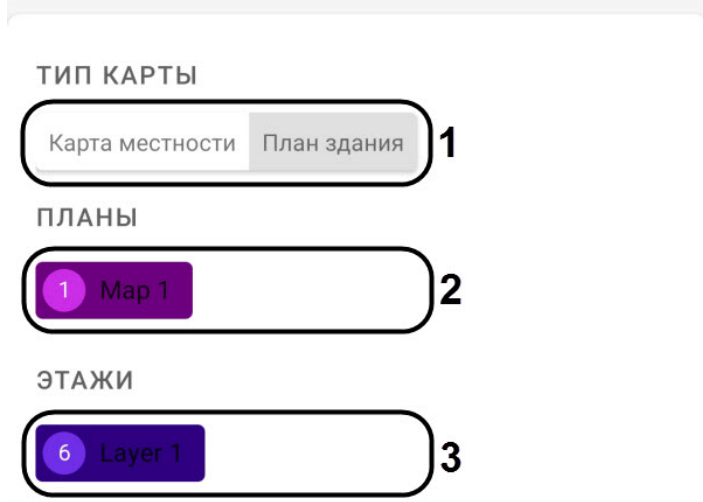 ТИП КАРТЫ
Карта местности План здания 1
ПЛАНЫ
1 Map 1 2
ЭТАЖИ
6 Layer 1 3